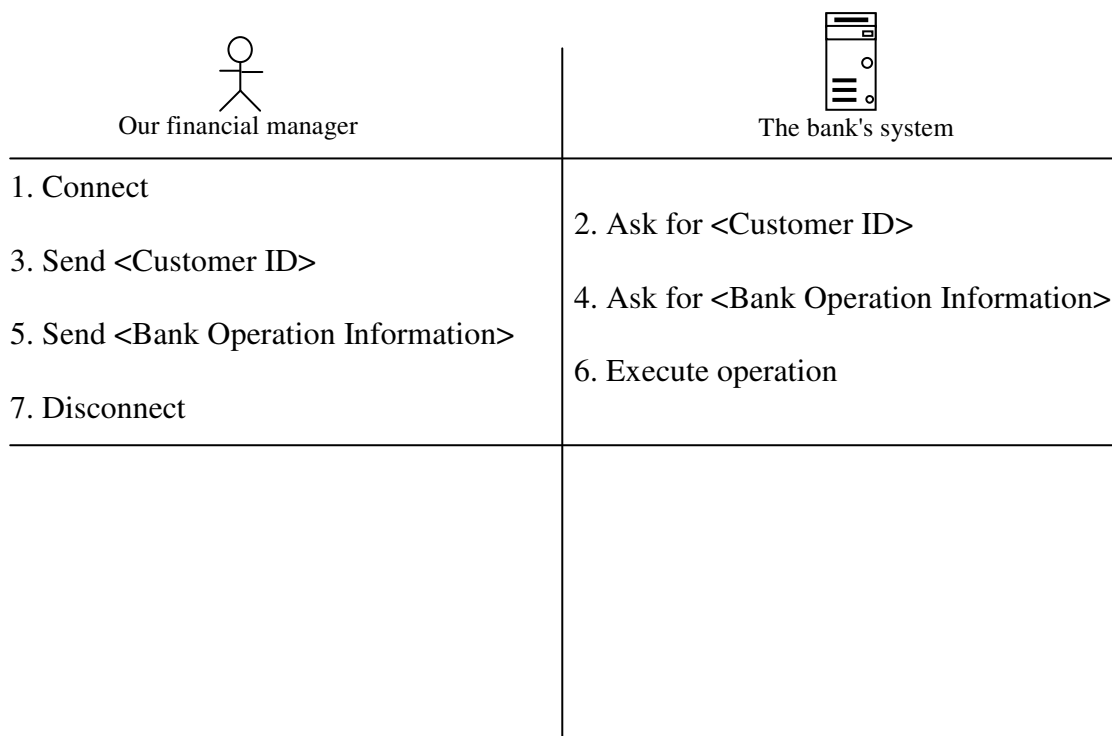 Our financial manager
The bank's system
1. Connect
2. Ask for <Customer ID>
3. Send <Customer ID>
4. Ask for <Bank Operation Information>
5. Send <Bank Operation Information>
6. Execute operation
7. Disconnect